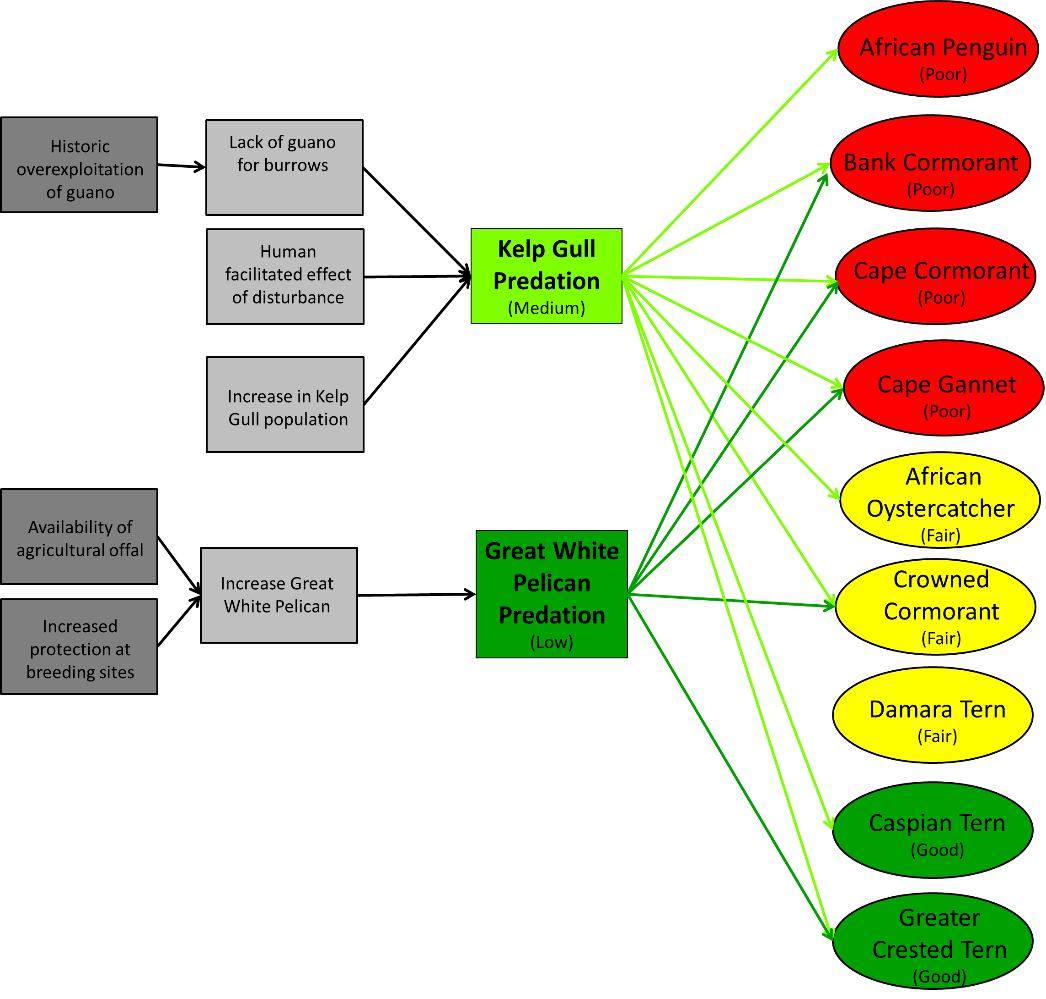 Historic
overexploitation
of guano
Lack of guano
for burrows
Human
facilitated effect
of disturbance
Increase in Kelp
Gull population
Kelp Gull
Predation
(Medium)
Availability of
agricultural offal
Increased
protection at
breeding sites
Increase Great
White Pelican
Great White
Pelican
Predation
(Low)
African Penguin
(Poor)
Bank Cormorant
(Poor)
Cape Cormorant
(Poor)
Cape Gannet
(Poor)
African
Oystercatcher
(Fair)
Crowned
Cormorant
(Fair)
Damara Tern
(Fair)
Caspian Tern
(Good)
Greater
Crested Tern
(Good)